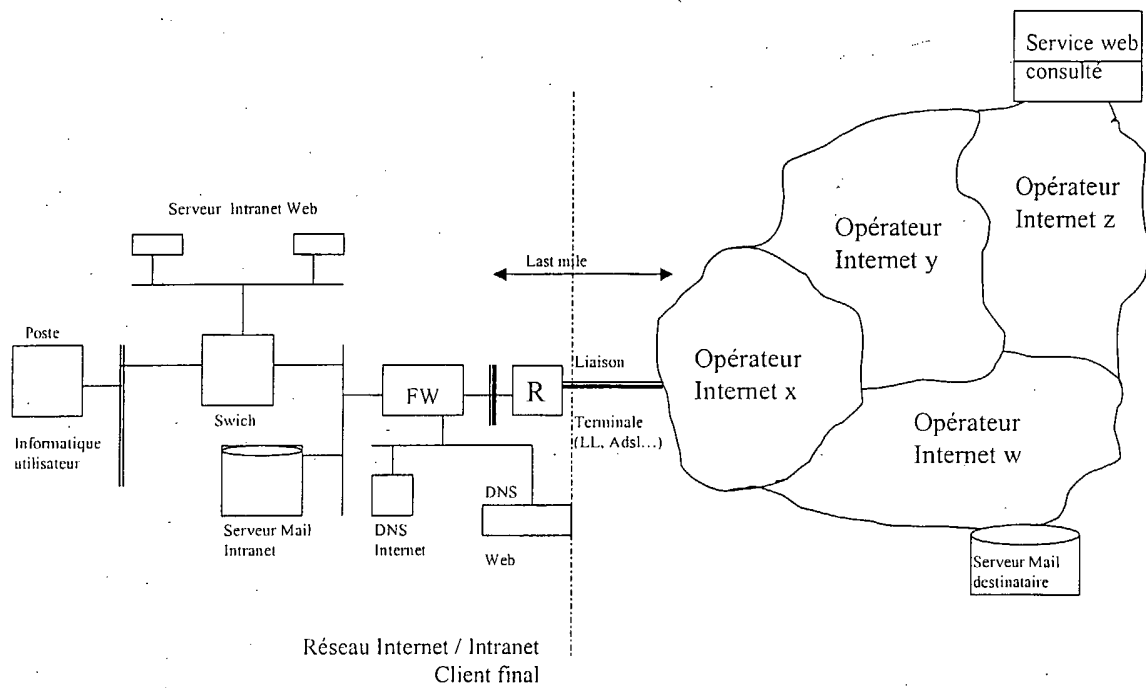 Service web
consulté
Opérateur
Internet z
Opérateur
Internet y
Serveur Intranet Web
Last mile
Poste
Opérateur
Internet x
Liaison
FW
R
Swich
Terminale
(LL, Adsl...)
Informatique
utilisateur
Opérateur
Internet w
Serveur Mail
Intranet
DNS
Internet
DNS
Web
Serveur Mail
destinataire
Réseau Internet / Intranet
Client final